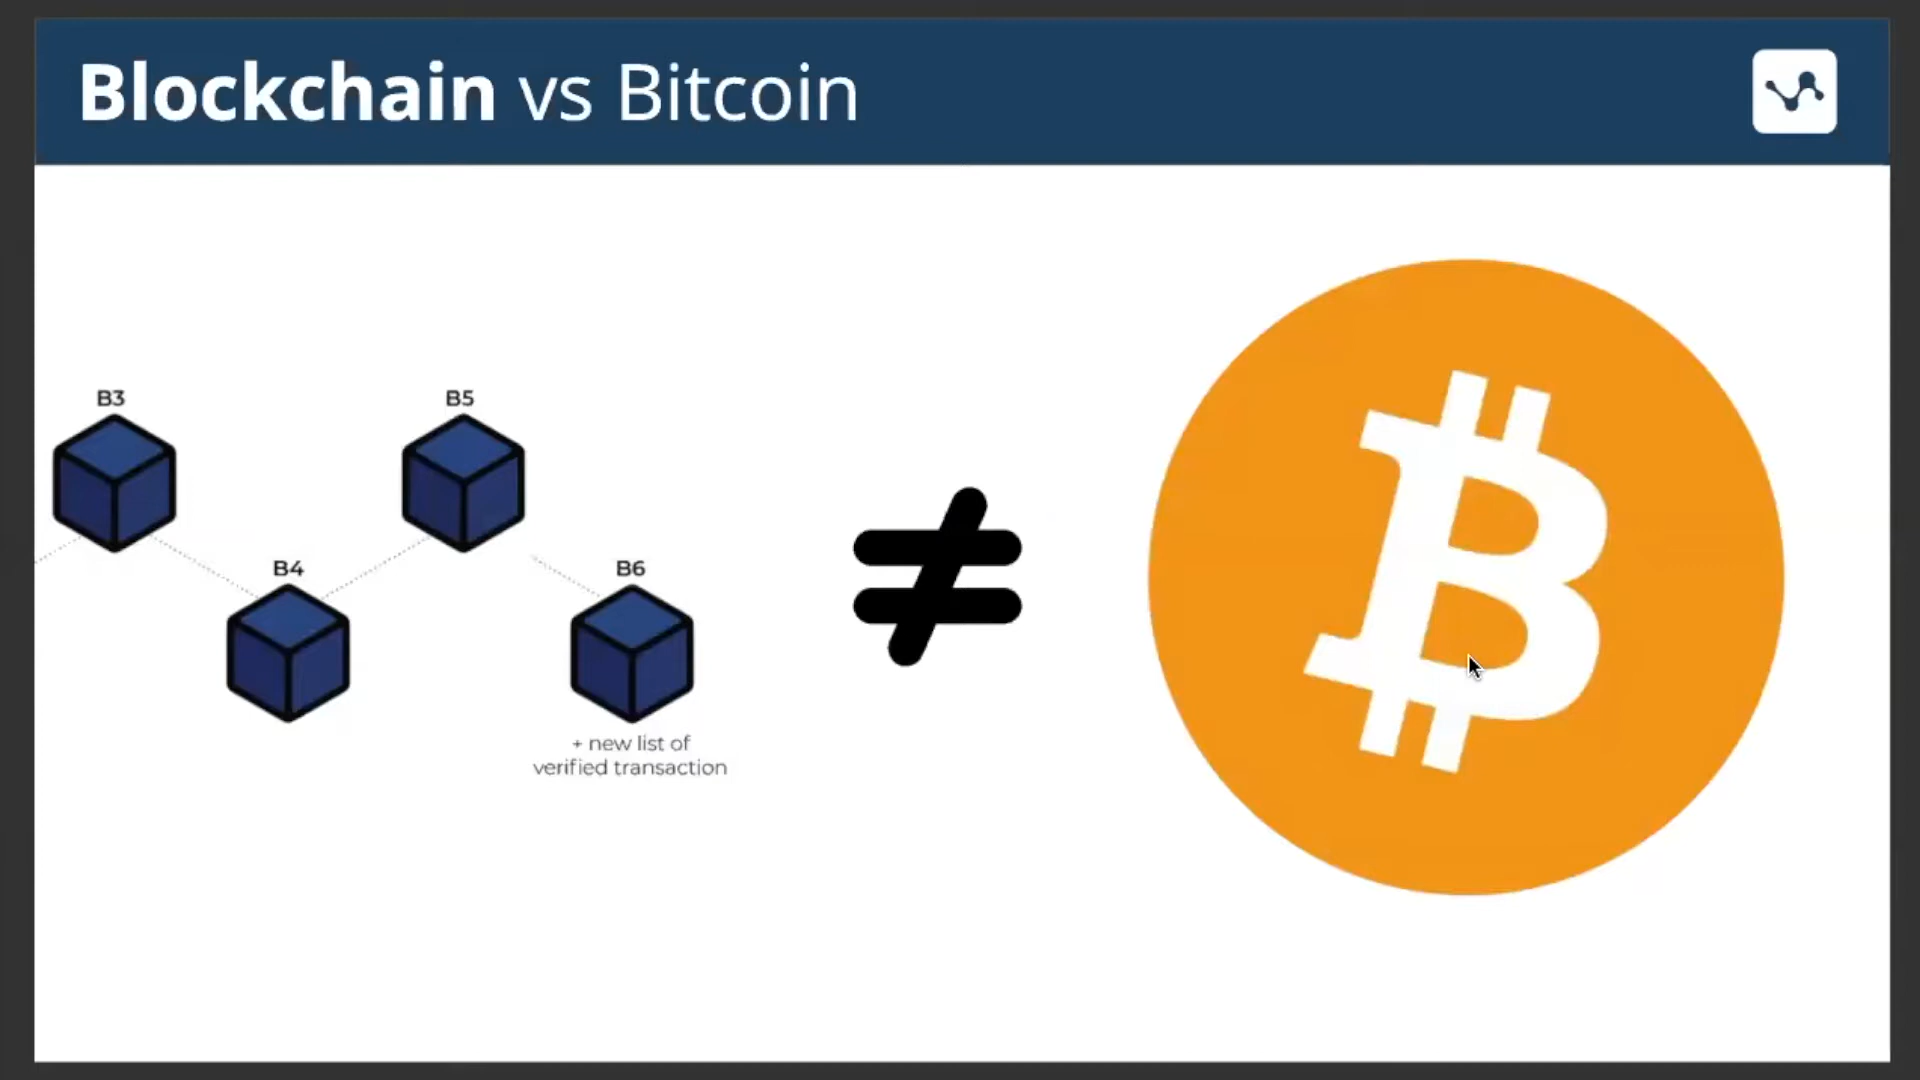 Blockchain vs Bitcoin
B3
B5
B4
B6
+ new list of
verified transaction